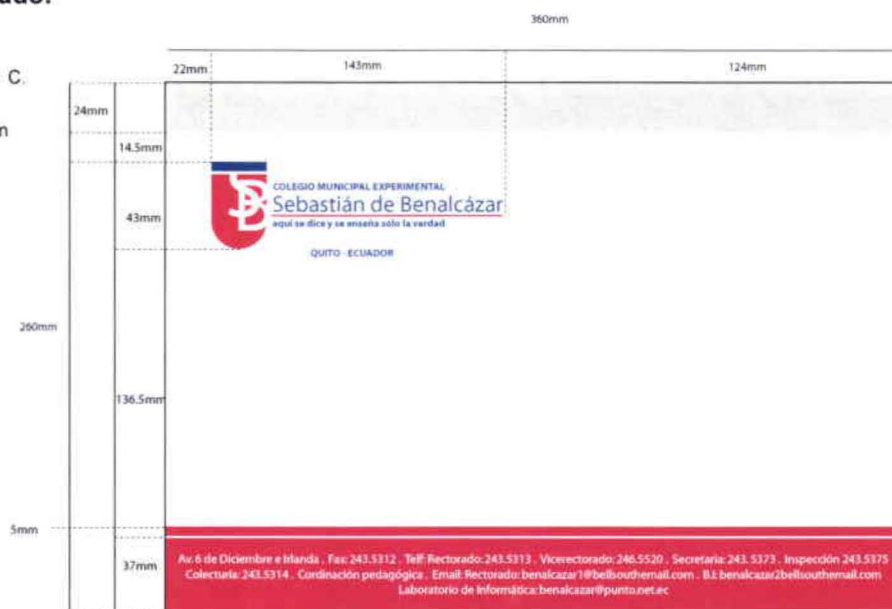 ado.
360mm
22mm
143mm
124mm
C.
24mm
n
14.5mm
SB
COLEGIO MUNICIPAL EXPERIMENTAL
Sebastián de Benalcázar
aquí se dice y se enseña sólo la verdad
43mm
QUITO - ECUADOR
260mm
136.5mm
5mm
37mm
Av. 6 de Diciembre e Irlanda . Fax: 243.5312 . Telf: Rectorado: 243.5313 . Vicerectorado: 246.5520 . Secretaria: 243. 5373 . Inspección 243.5375
Colecturía: 243.5314 . Cordinación pedagógica . Email: Rectorado: benalcazar1@bellsouthemail.com . B.I: benalcazar2bellsouthemail.com
Laboratorio de Informática: benalkazar@punto.net.ec